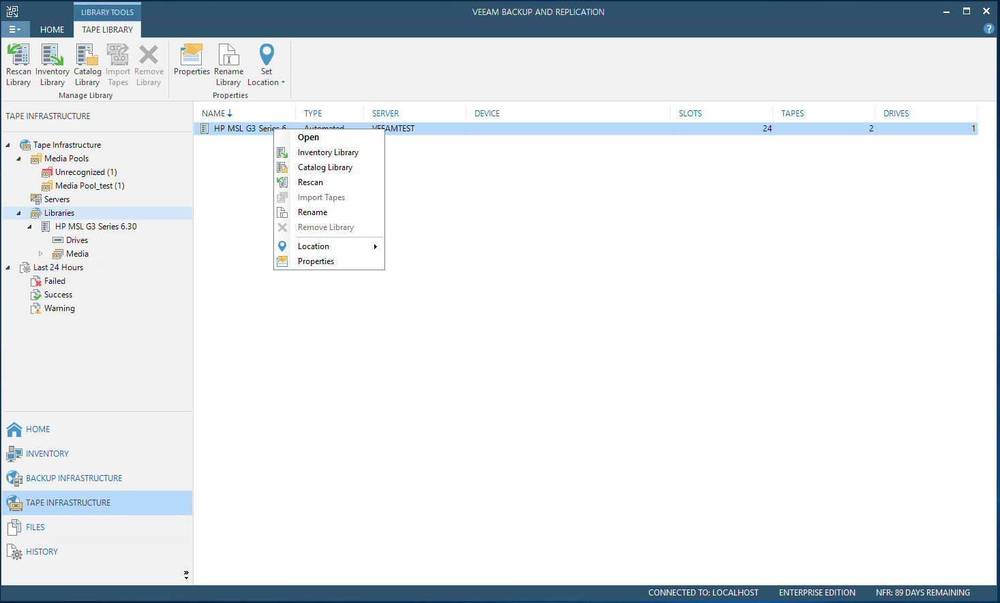 LIBRARY TOOLS
VEEAM BACKUP AND REPLICATION
HOME
TAPE LIBRARY
?
Rescan Library
Inventory Library
Catalog Library
Import Tapes
Remove Library
Properties
Rename Library
Set Location
Manage Library
Properties
TAPE INFRASTRUCTURE
Tape Infrastructure
Media Pools
Unrecognized (1)
Media Pool_test (1)
Servers
Libraries
HP MSL G3 Series 6.30
Drives
Media
Last 24 Hours
Failed
Success
Warning
HOME
INVENTORY
BACKUP INFRASTRUCTURE
TAPE INFRASTRUCTURE
FILES
HISTORY
NAME TYPE SERVER DEVICE SLOTS TAPES DRIVES
HP MSL G3 Series 6 Automated VEEAMTEST 24 2 1
Open
Inventory Library
Catalog Library
Rescan
Import Tapes
Rename
Remove Library
Location
Properties
CONNECTED TO: LOCALHOST
ENTERPRISE EDITION
NFR: 89 DAYS REMAINING